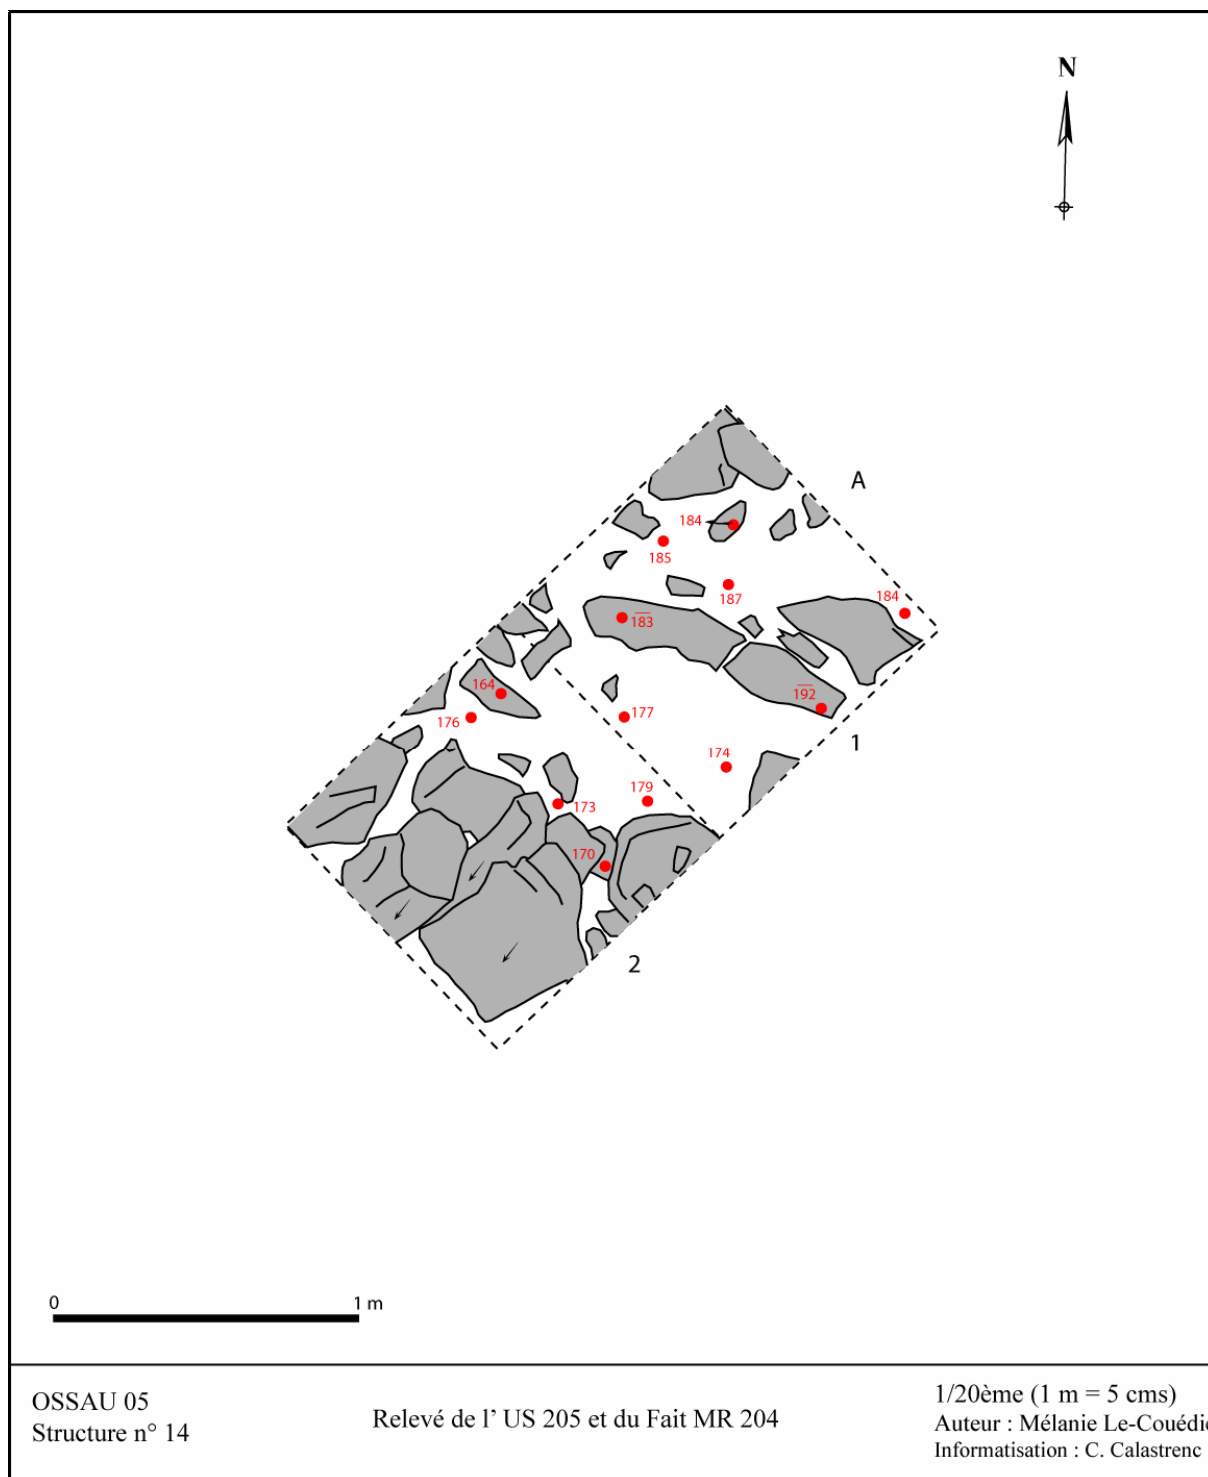 N
A
184
185
187
184
183
164
192
176
177
1
174
179
173
170
2
0 1 m
OSSAU 05
Structure n° 14
Relevé de l' US 205 et du Fait MR 204
1/20ème (1 m = 5 cms)
Auteur : Mélanie Le-Couédic
Informatisation : C. Calastrenc